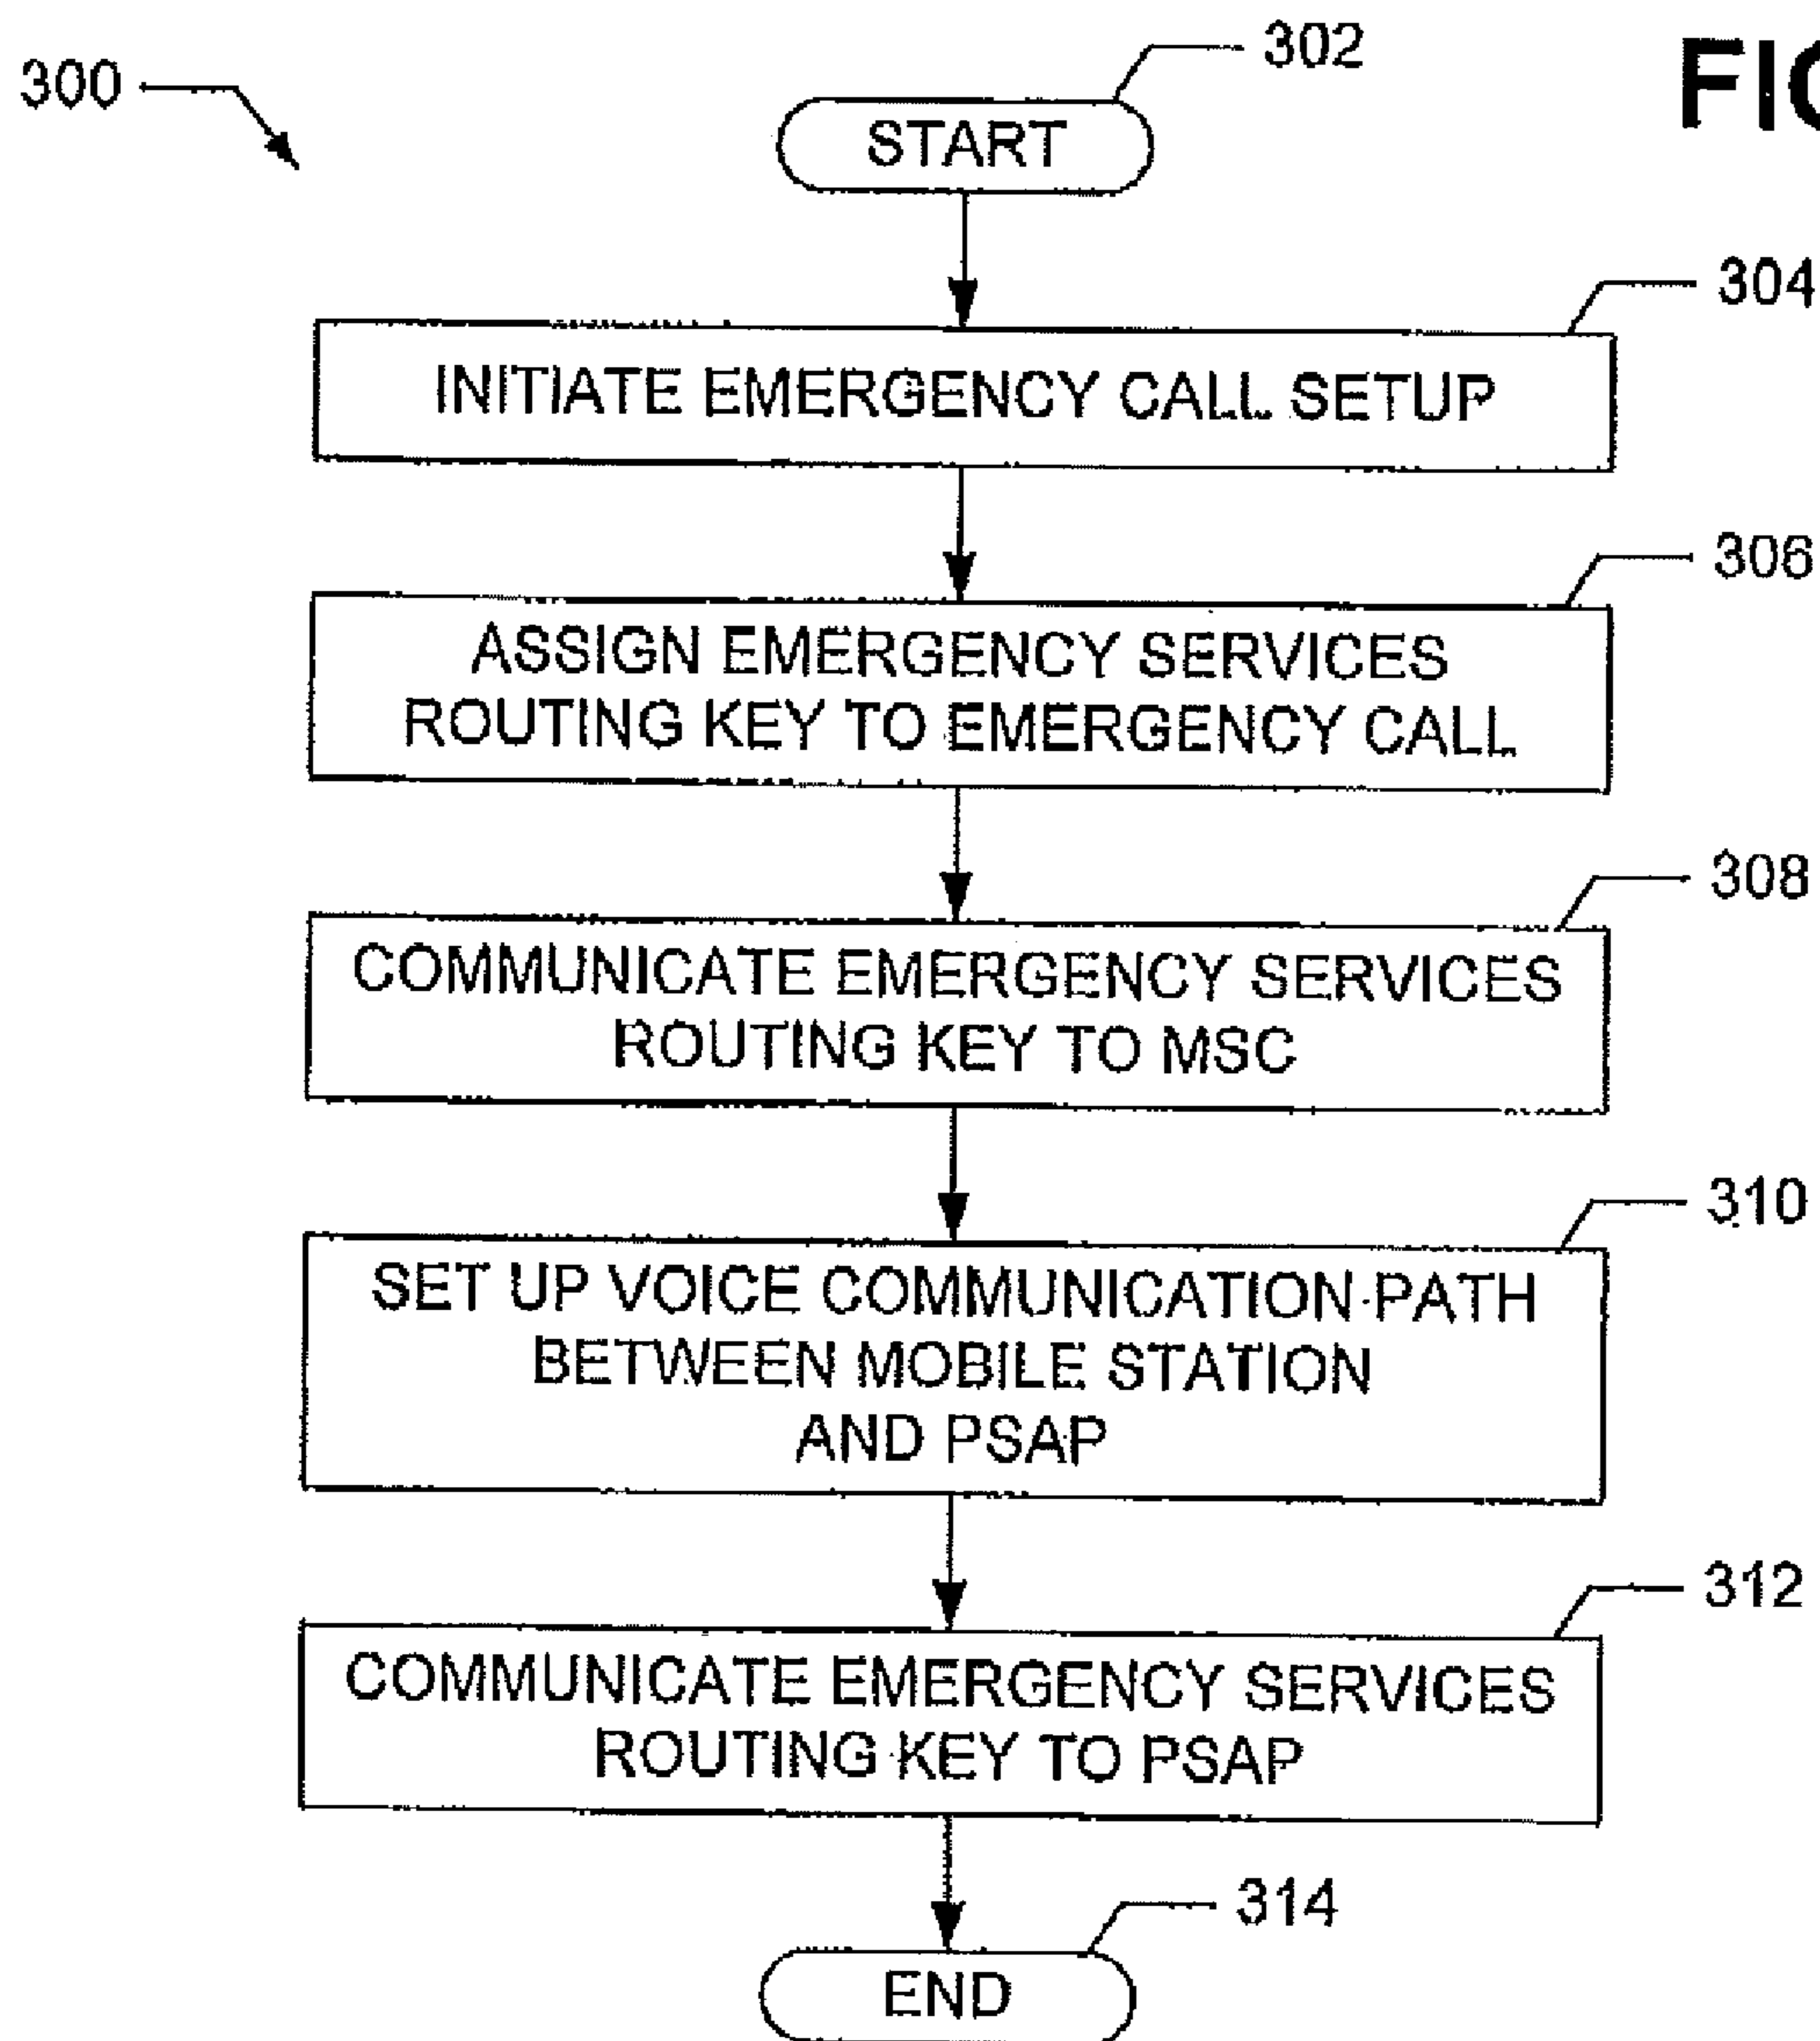 300
302
FIG
START
304
INITIATE EMERGENCY CALL SETUP
306
ASSIGN EMERGENCY SERVICES
ROUTING KEY TO EMERGENCY CALL
308
COMMUNICATE EMERGENCY SERVICES
ROUTING KEY TO MSC
310
SET UP VOICE COMMUNICATION PATH
BETWEEN MOBILE STATION
AND PSAP
312
COMMUNICATE EMERGENCY SERVICES
ROUTING KEY TO PSAP
314
END